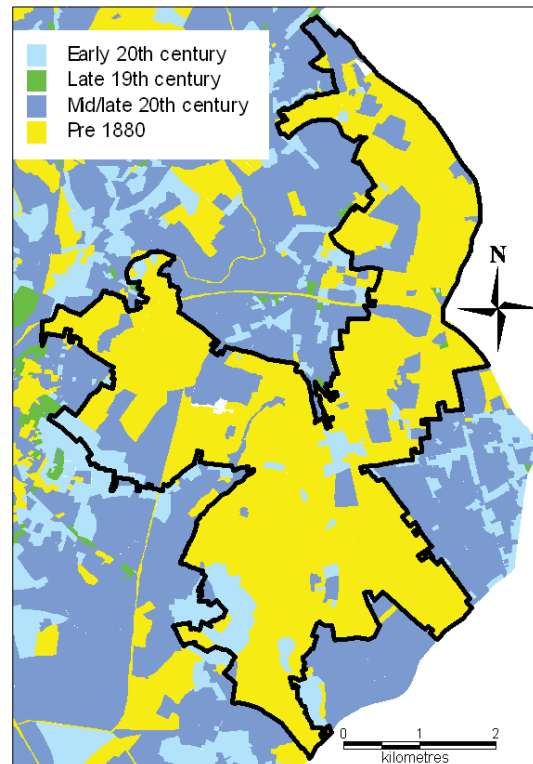 Early 20th century
Late 19th century
Mid/late 20th century
Pre 1880
N
0 1 2
kilometres